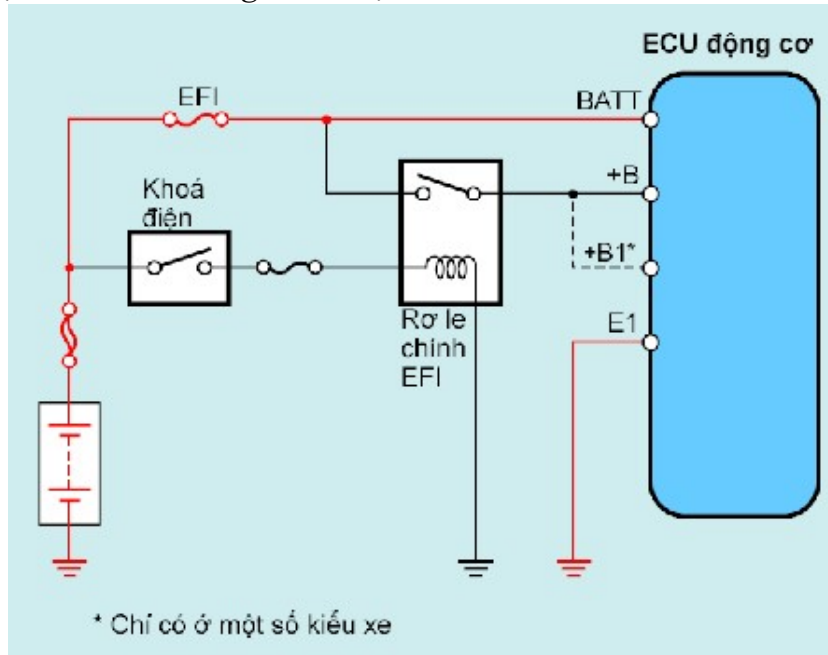 ECU động cơ
EFI
BATT
Khoá
điện
+B
+B1*
E1
Rơ le
chính
EFI
* Chỉ có ở một số kiểu xe